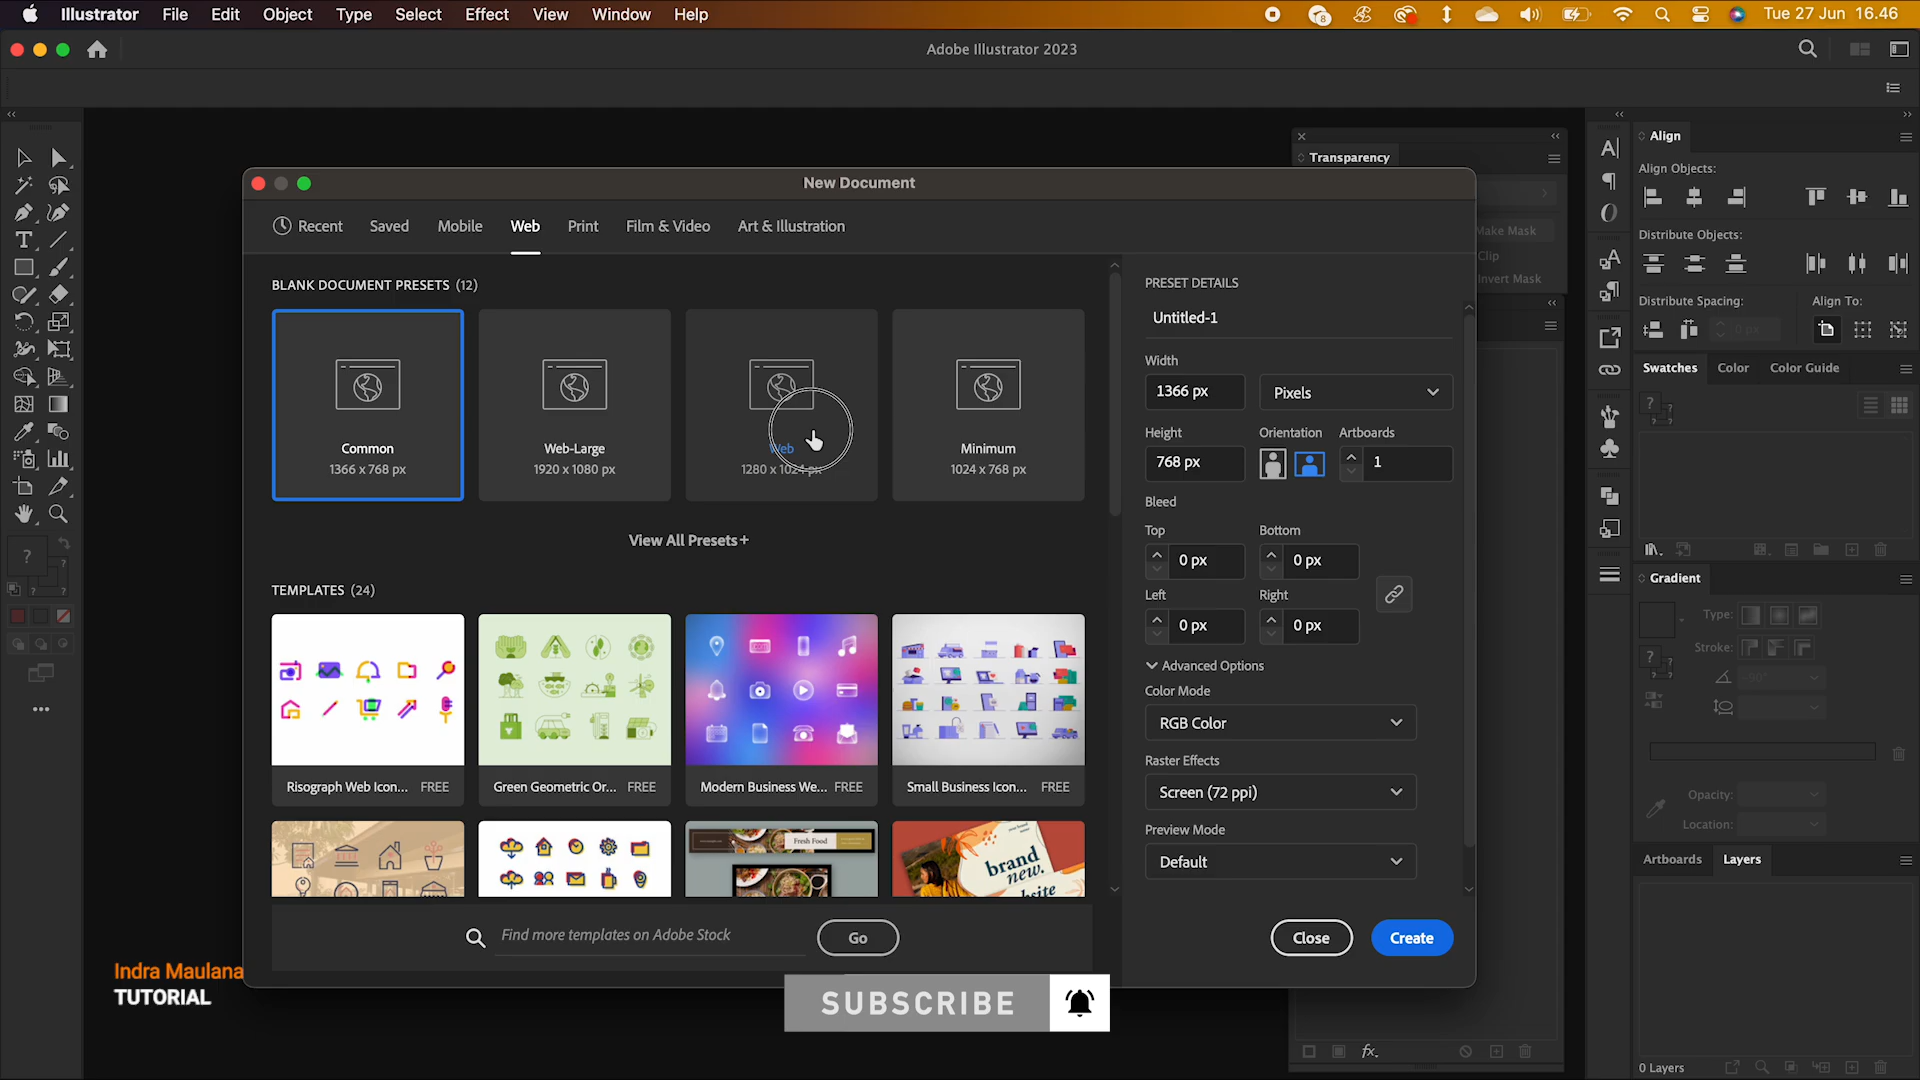 Illustrator File Edit Object Type Select Effect View Window Help
8
Tue 27 Jun 16.46
Adobe Illustrator 2023
New Document
Recent Saved Mobile Web Print Film & Video Art & Illustration
BLANK DOCUMENT PRESETS (12)
Common
1366 x 768 px
Web-Large
1920 x 1080 px
Web
1280 x 1024 px
Minimum
1024 x 768 px
View All Presets+
TEMPLATES (24)
Risograph Web Icon... FREE
Green Geometric Or... FREE
Modern Business We... FREE
Small Business Icon... FREE
Fresh Food
brand
new.
Find more templates on Adobe Stock
Go
PRESET DETAILS
Untitled-1
Width
1366 px
Pixels
Height
Orientation
Artboards
768 px
1
Bleed
Top
Bottom
0 px
0 px
Left
Right
0 px
0 px
Advanced Options
Color Mode
RGB Color
Raster Effects
Screen (72 ppi)
Preview Mode
Default
Close
Create
Transparency
Make Mask
Clip
Invert Mask
Align
Align Objects:
Distribute Objects:
Distribute Spacing:
Align To:
0 px
Swatches Color Color Guide
Gradient
Type:
Stroke:
-90°
Opacity:
Location:
Artboards Layers
0 Layers
fx.
Indra Maulana
TUTORIAL
SUBSCRIBE